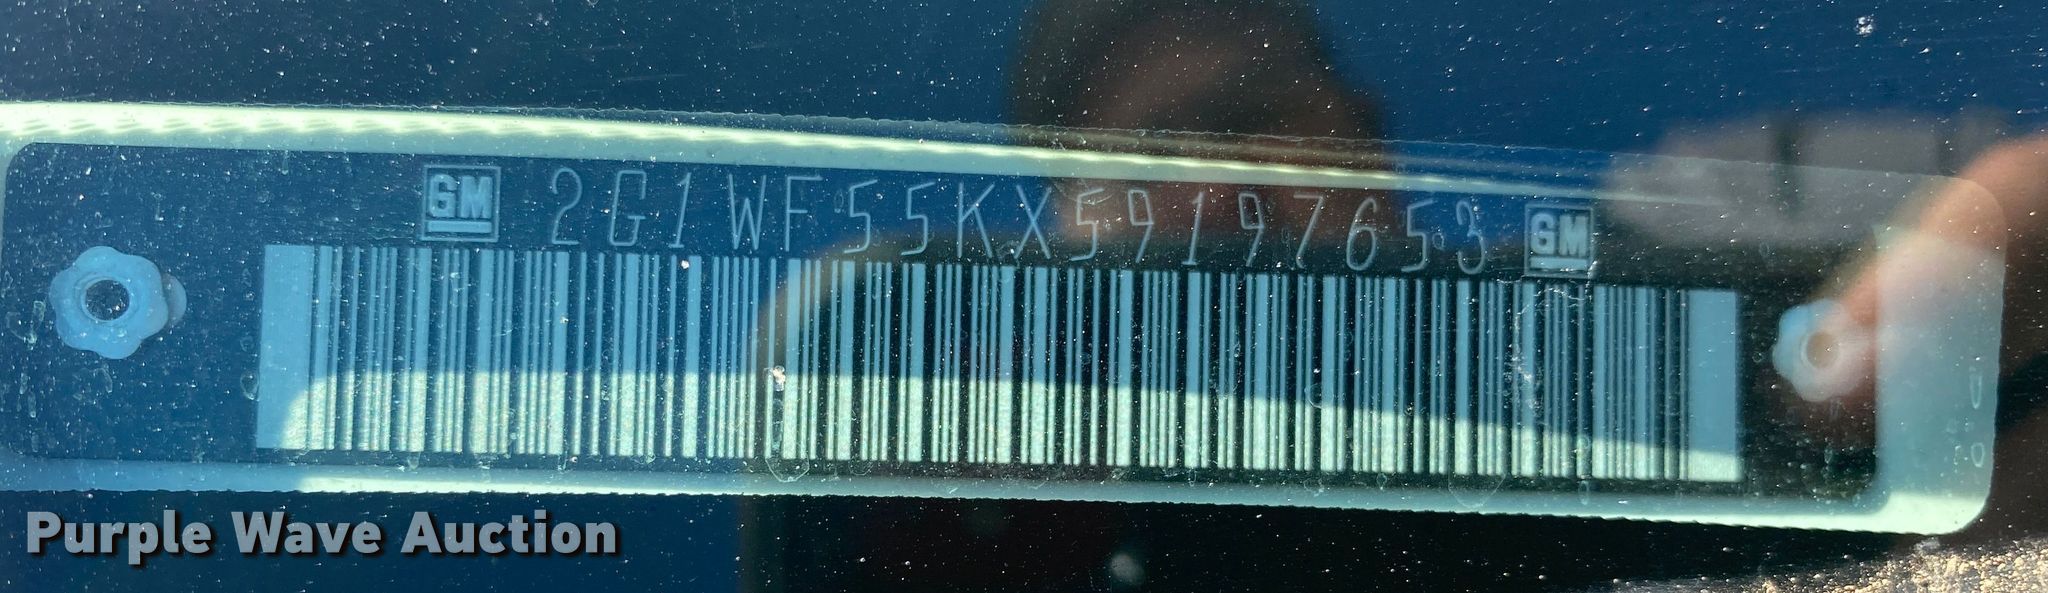 GM 2G1WF55KX59197653 GM
Purple Wave Auction